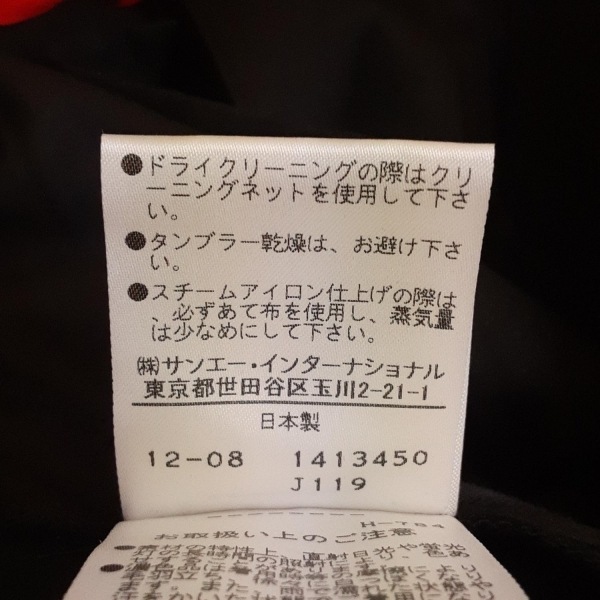 ●ドライクリーニングの際はクリ
ーニングネットを使用して下さ
い。
●タンブラー乾燥は、お避け下さ
い。
●スチームアイロン仕上げの際は
、必ずあて布を使用し、蒸気量
は少なめにして下さい。
㈱サンエー・インターナショナル
東京都世田谷区玉川2-21-1
日本製
12-08 1413450
J119
お取扱い上のご注意